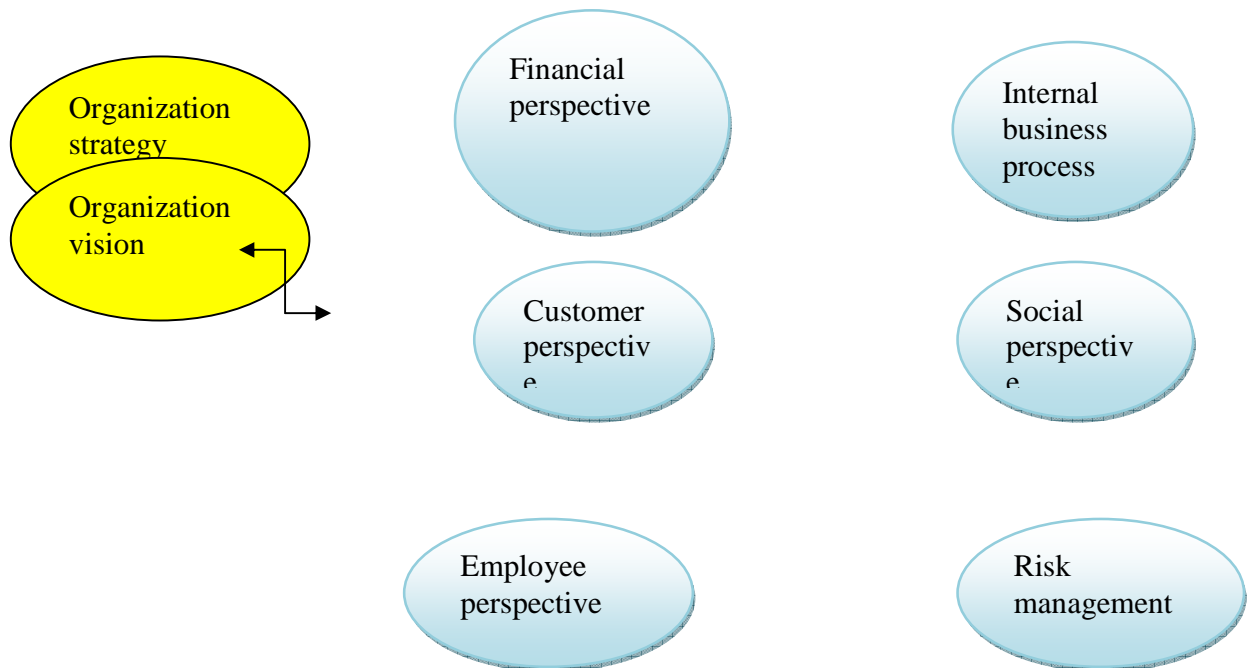 Organization
strategy
Organization
vision
Financial
perspective
Internal
business
process
Customer
perspectiv
e
Social
perspectiv
e
Employee
perspective
Risk
management